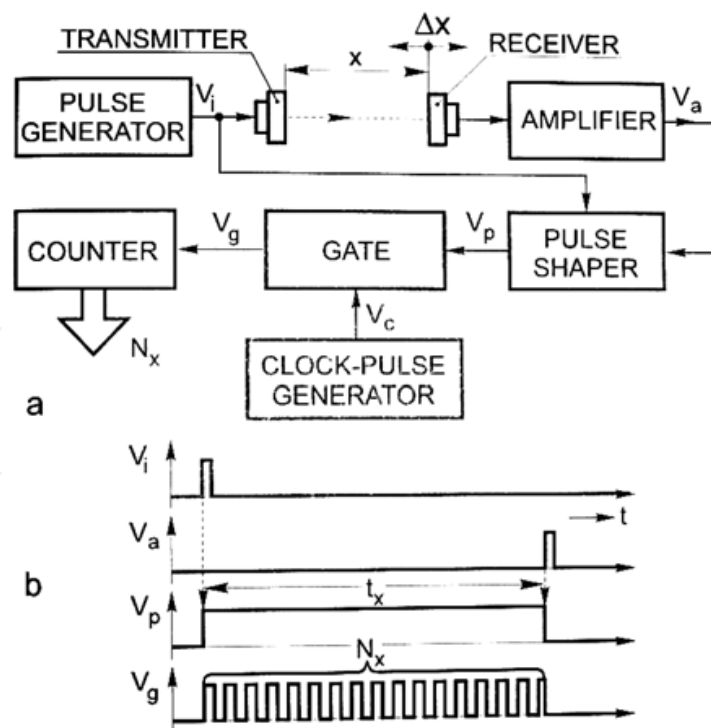 TRANSMITTER
x
Δx
RECEIVER
PULSE
GENERATOR
Vi
AMPLIFIER
Va
COUNTER
Vg
GATE
Vp
PULSE
SHAPER
Nx
Vc
CLOCK-PULSE
GENERATOR
a
Vi
t
Va
b
tx
Vp
Nx
Vg